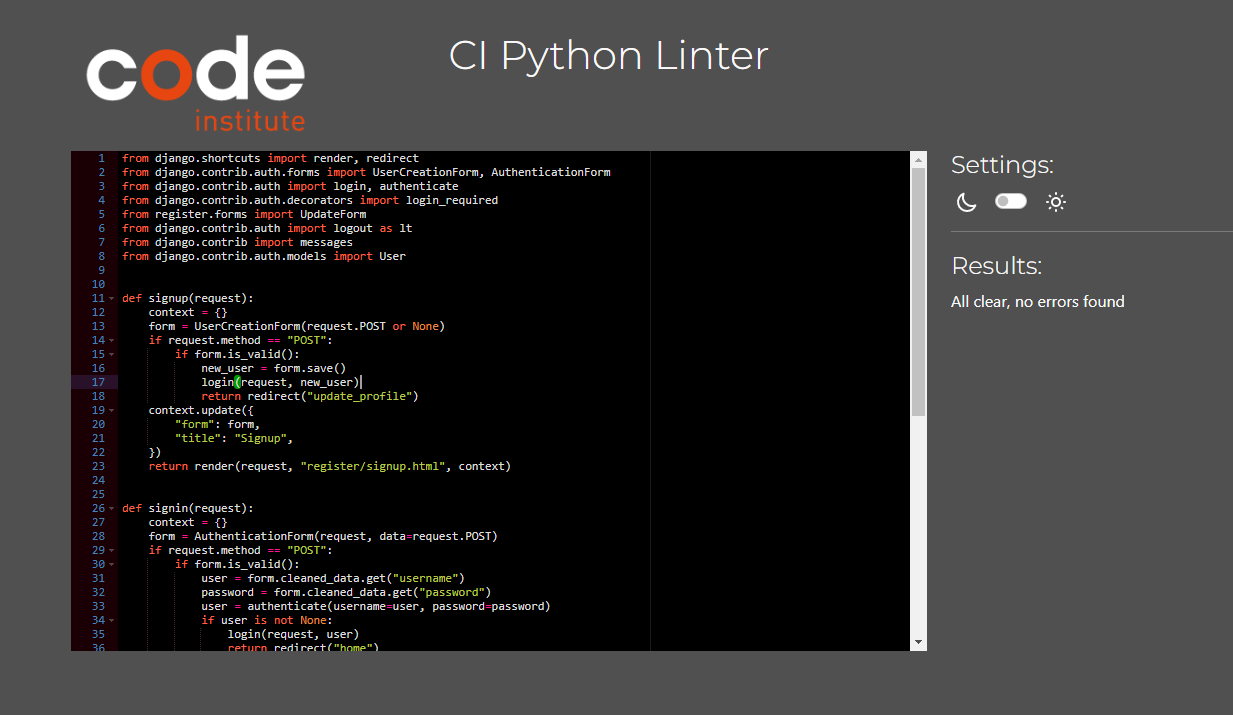 code
institute
CI Python Linter
1 from django.shortcuts import render, redirect
2 from django.contrib.auth.forms import UserCreationForm, AuthenticationForm
3 from django.contrib.auth import login, authenticate
4 from django.contrib.auth.decorators import login_required
5 from register.forms import UpdateForm
6 from django.contrib.auth import logout as lt
7 from django.contrib import messages
8 from django.contrib.auth.models import User
9
10
11 def signup(request):
12     context = {}
13     form = UserCreationForm(request.POST or None)
14     if request.method == "POST":
15         if form.is_valid():
16             new_user = form.save()
17             login(request, new_user)
18             return redirect("update_profile")
19     context.update({
20         "form": form,
21         "title": "Signup",
22     })
23     return render(request, "register/signup.html", context)
24
25
26 def signin(request):
27     context = {}
28     form = AuthenticationForm(request, data=request.POST)
29     if request.method == "POST":
30         if form.is_valid():
31             user = form.cleaned_data.get("username")
32             password = form.cleaned_data.get("password")
33             user = authenticate(username=user, password=password)
34             if user is not None:
35                 login(request, user)
36                 return redirect("home")
Settings:
Results:
All clear, no errors found